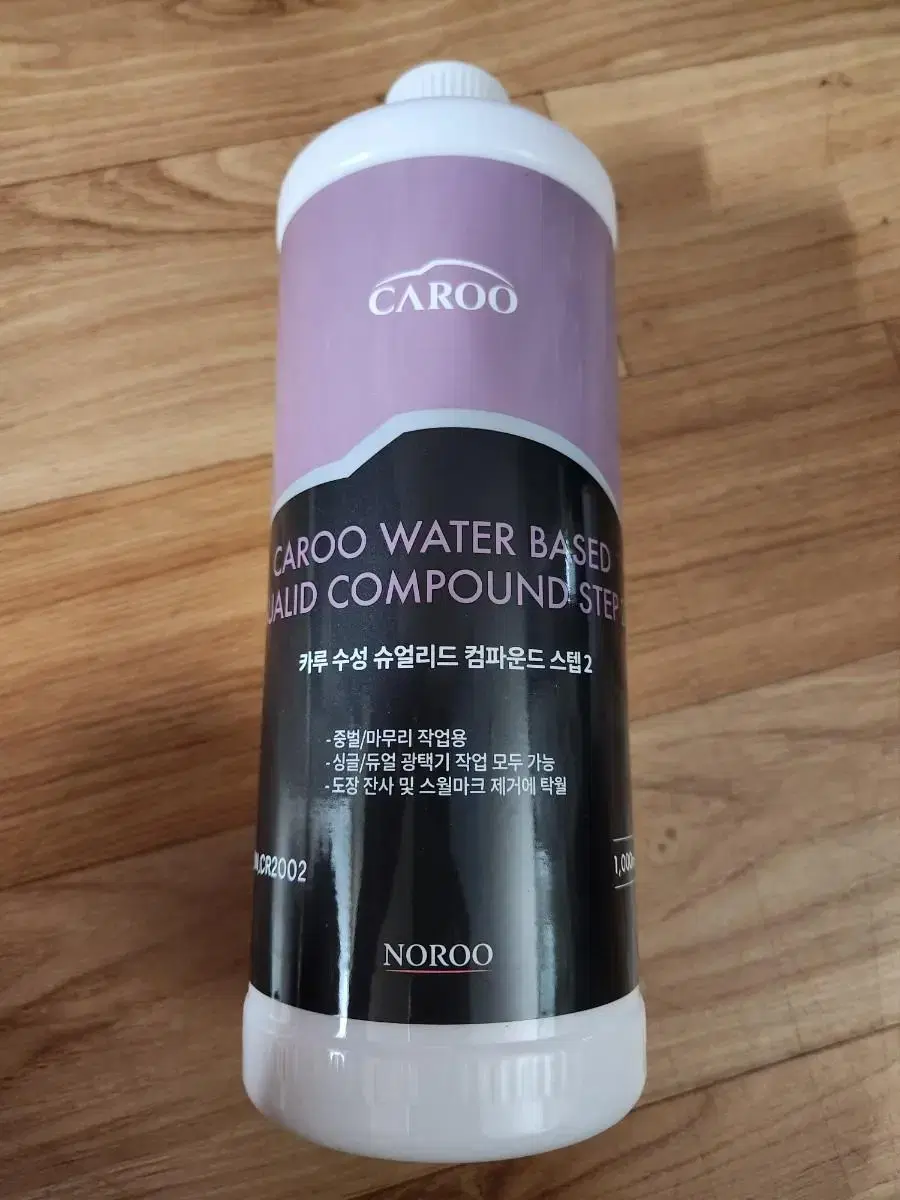 CAROO
CAROO WATER BASED
COMPOUND STEP
카루 수성 슈얼리드 컴파운드 스텝 2
- 중벌/마무리 작업용
- 싱글/듀얼 광택기 작업 모두 가능
- 도장 잔사 및 스월마크 제거에 탁월
CR2002
NOROO